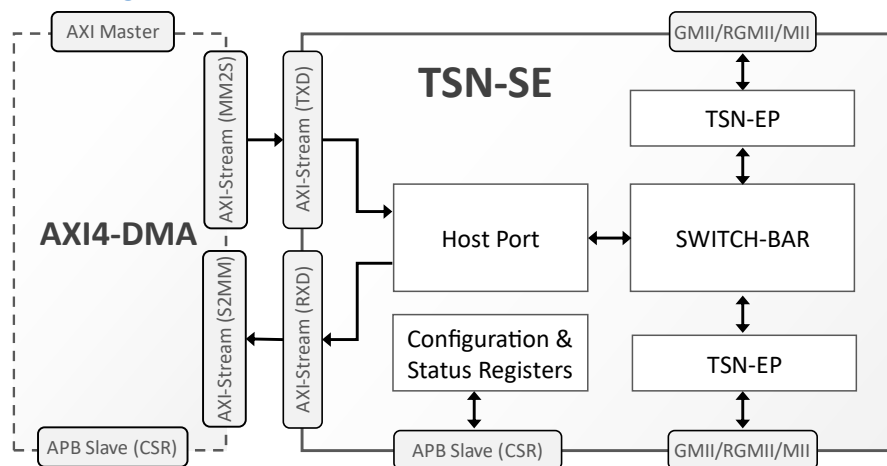 AXI Master
GMII/RGMII/MII
TSN-SE
AXI-Stream (MM2S)
AXI-Stream (TXD)
TSN-EP
AXI4-DMA
Host Port
SWITCH-BAR
AXI-Stream (S2MM)
AXI-Stream (RXD)
Configuration &
Status Registers
TSN-EP
APB Slave (CSR)
APB Slave (CSR)
GMII/RGMII/MII